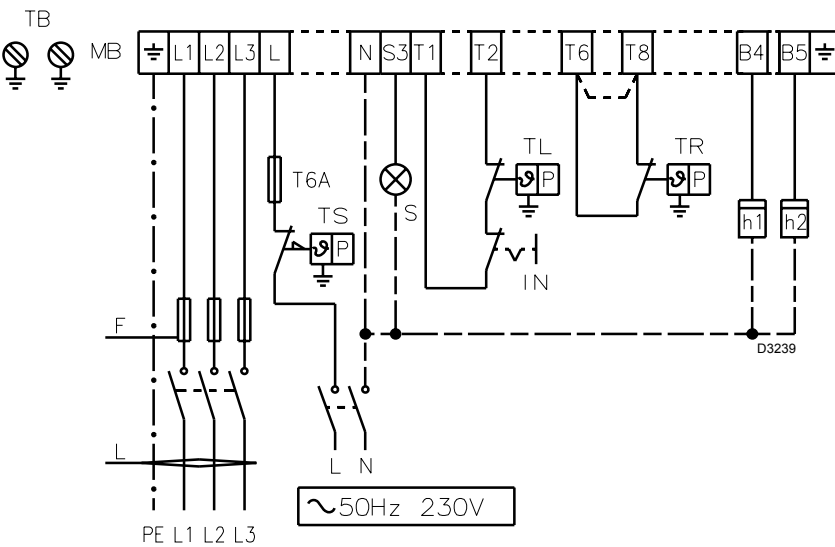 TB
MB
L1 L2 L3 L N S3 T1 T2 T6 T8 B4 B5
TL
TR
T6A
ϑ P
ϑ P
TS
S
h1
h2
ϑ P
IN
F
D3239
L
L N
50Hz 230V
PE L1 L2 L3